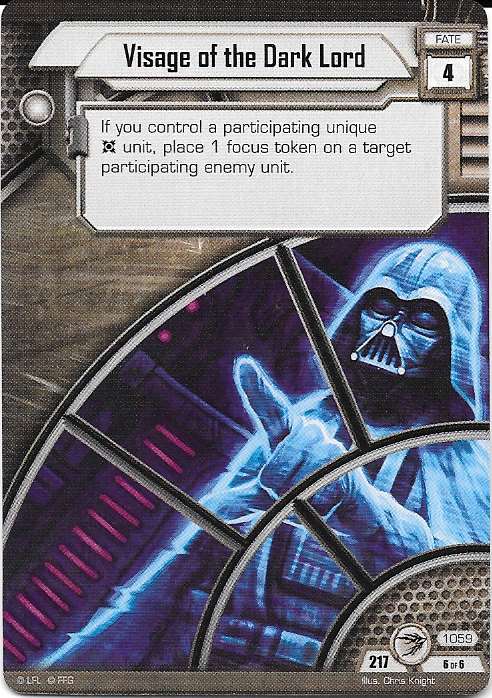 Visage of the Dark Lord
FATE
4
If you control a participating unique
unit, place 1 focus token on a target
participating enemy unit.
217
1059
6 OF 6
© LFL © FFG
Illus. Chris Knight